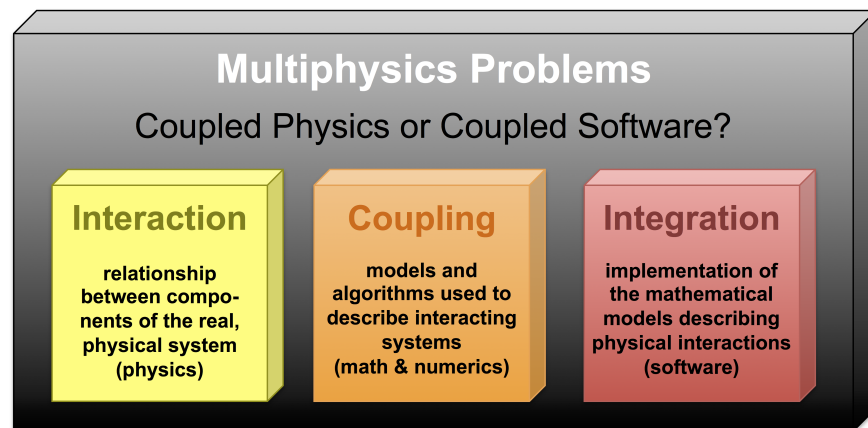 Multiphysics Problems
Coupled Physics or Coupled Software?
Interaction
relationship
between compo-
nents of the real,
physical system
(physics)
Coupling
models and
algorithms used to
describe interacting
systems
(math & numerics)
Integration
implementation of
the mathematical
models describing
physical interactions
(software)